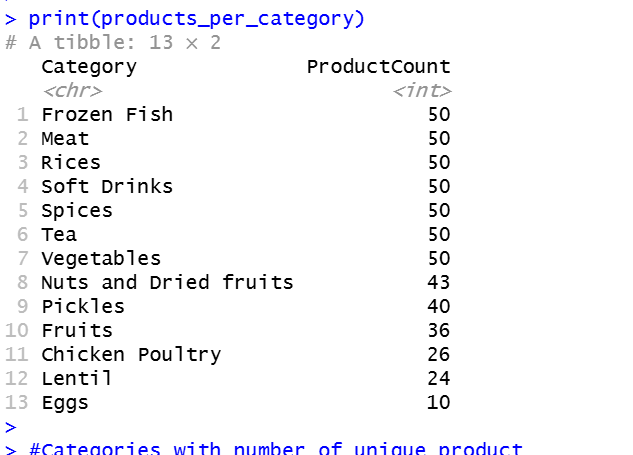 > print(products_per_category)
# A tibble: 13 × 2
Category ProductCount
<chr> <int>
1 Frozen Fish 50
2 Meat 50
3 Rices 50
4 Soft Drinks 50
5 Spices 50
6 Tea 50
7 Vegetables 50
8 Nuts and Dried fruits 43
9 Pickles 40
10 Fruits 36
11 Chicken Poultry 26
12 Lentil 24
13 Eggs 10
>
> #Categories with number of unique product